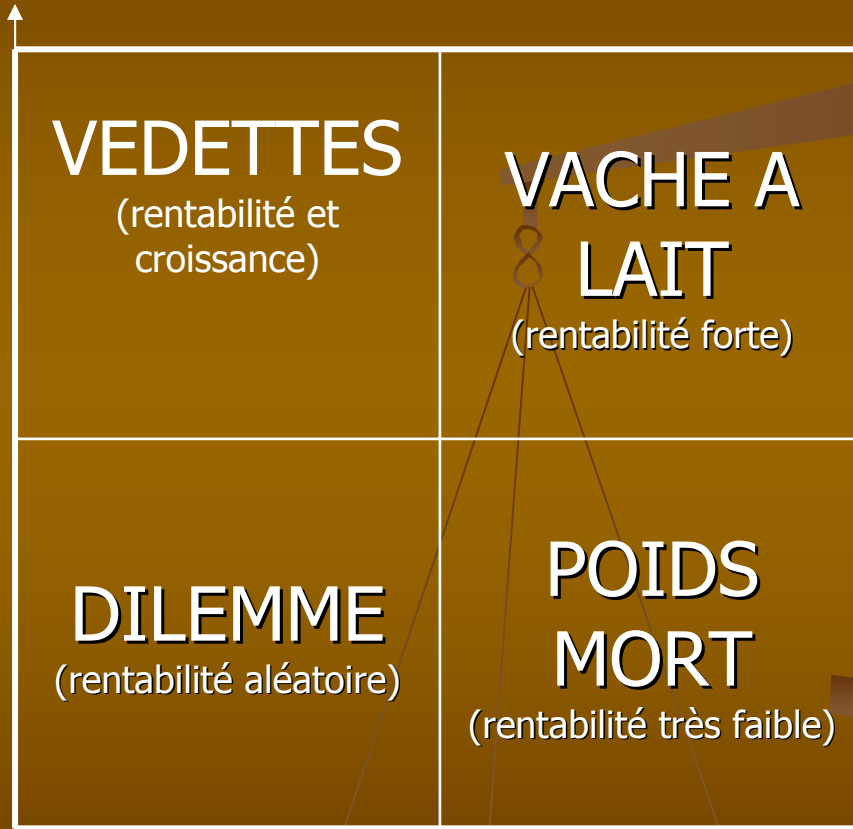 VEDETTES
(rentabilité et
croissance)
VACHE A
LAIT
(rentabilité forte)
DILEMME
(rentabilité aléatoire)
POIDS
MORT
(rentabilité très faible)